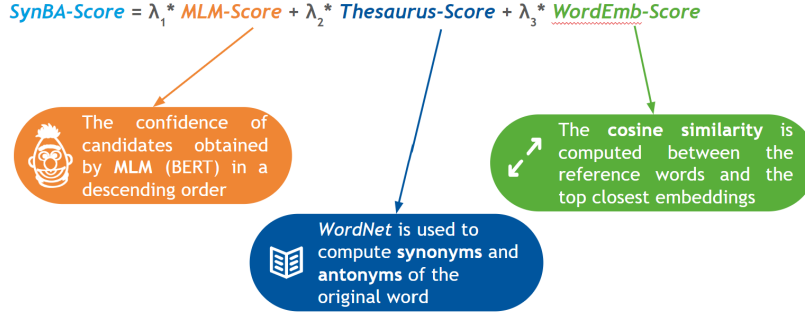 SynBA-Score = λ1* MLM-Score + λ2* Thesaurus-Score + λ3* WordEmb-Score
The confidence of
candidates obtained
by MLM (BERT) in a
descending order
The cosine similarity is
computed between the
reference words and the
top closest embeddings
WordNet is used to
compute synonyms and
antonyms of the
original word